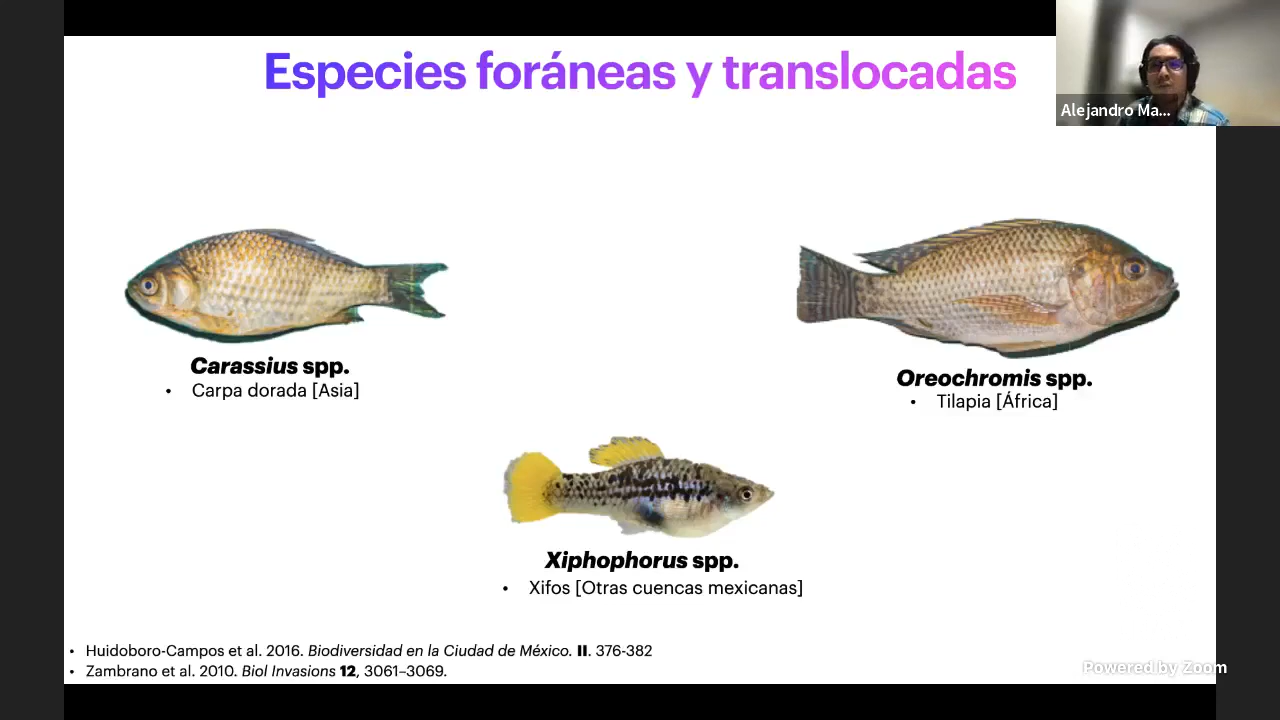 Especies foráneas y translocadas
Alejandro Ma...
Carassius spp.
• Carpa dorada [Asia]
Oreochromis spp.
• Tilapia [África]
Xiphophorus spp.
• Xifos [Otras cuencas mexicanas]
• Huidoboro-Campos et al. 2016. Biodiversidad en la Ciudad de México. II. 376-382
• Zambrano et al. 2010. Biol Invasions 12, 3061–3069.
Powered by Zoom